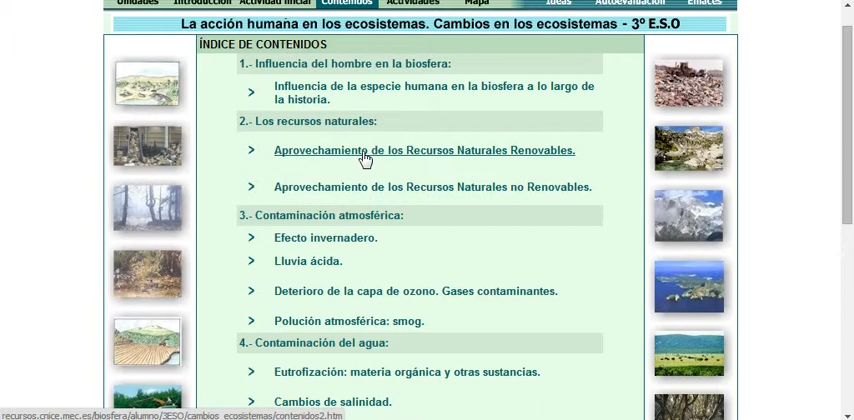 Unidades Introducción Actividad inicial Contenidos Actividades Mapa Ideas Autoevaluación Enlaces
La acción humana en los ecosistemas. Cambios en los ecosistemas - 3º E.S.O
ÍNDICE DE CONTENIDOS
1.- Influencia del hombre en la biosfera:
> Influencia de la especie humana en la biosfera a lo largo de
la historia.
2.- Los recursos naturales:
> Aprovechamiento de los Recursos Naturales Renovables.
> Aprovechamiento de los Recursos Naturales no Renovables.
3.- Contaminación atmosférica:
> Efecto invernadero.
> Lluvia ácida.
> Deterioro de la capa de ozono. Gases contaminantes.
> Polución atmosférica: smog.
4.- Contaminación del agua:
> Eutrofización: materia orgánica y otras sustancias.
> Cambios de salinidad.
recursos.cnice.mec.es/biosfera/alumno/3ESO/cambios_ecosistemas/contenidos2.htm